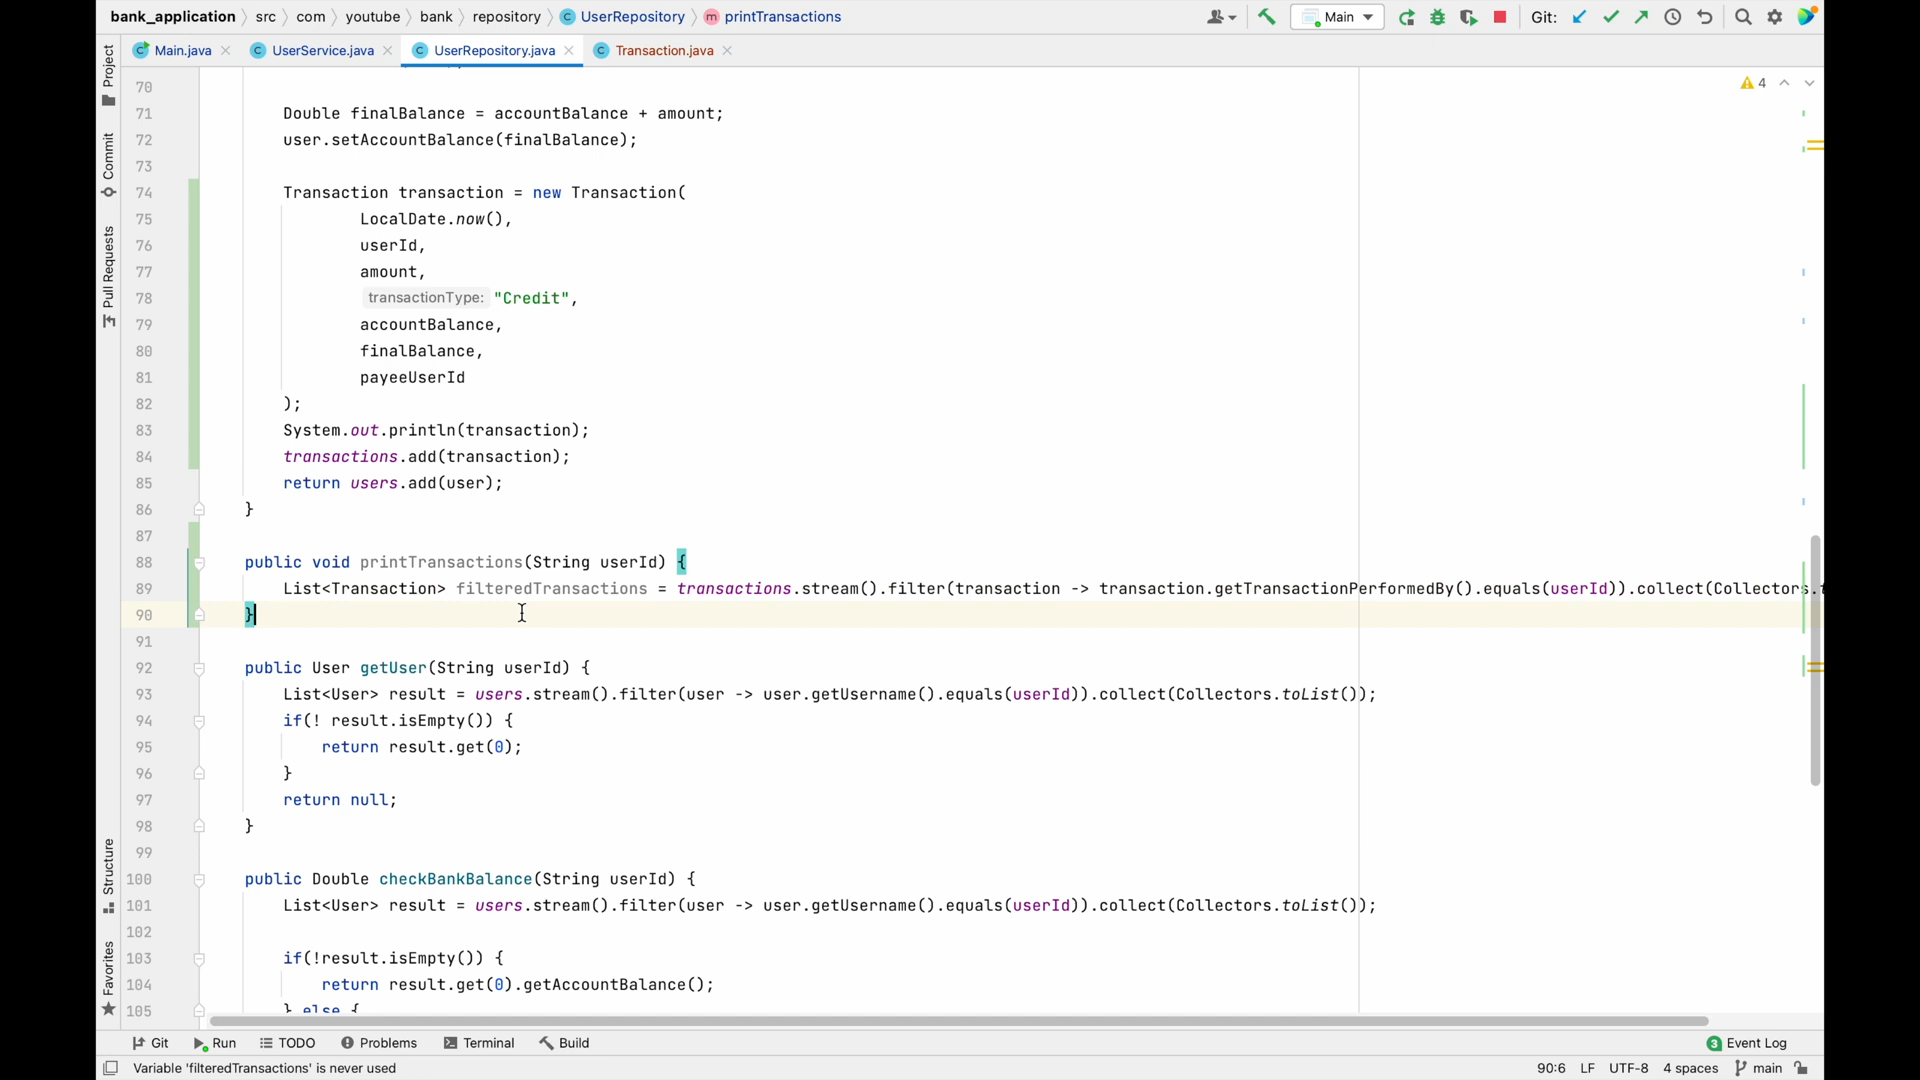 bank_application src com youtube bank repository UserRepository printTransactions Main Git:
Main.java UserService.java UserRepository.java Transaction.java
Project
Commit
Pull Requests
Structure
Favorites
4
70
71 Double finalBalance = accountBalance + amount;
72 user.setAccountBalance(finalBalance);
73
74 Transaction transaction = new Transaction(
75 LocalDate.now(),
76 userId,
77 amount,
78 transactionType: "Credit",
79 accountBalance,
80 finalBalance,
81 payeeUserId
82 );
83 System.out.println(transaction);
84 transactions.add(transaction);
85 return users.add(user);
86 }
87
88 public void printTransactions(String userId) {
89 List<Transaction> filteredTransactions = transactions.stream().filter(transaction -> transaction.getTransactionPerformedBy().equals(userId)).collect(Collectors.
90 }
91
92 public User getUser(String userId) {
93 List<User> result = users.stream().filter(user -> user.getUsername().equals(userId)).collect(Collectors.toList());
94 if(! result.isEmpty()) {
95 return result.get(0);
96 }
97 return null;
98 }
99
100 public Double checkBankBalance(String userId) {
101 List<User> result = users.stream().filter(user -> user.getUsername().equals(userId)).collect(Collectors.toList());
102
103 if(!result.isEmpty()) {
104 return result.get(0).getAccountBalance();
105 } else {
Git Run TODO Problems Terminal Build 3 Event Log
Variable 'filteredTransactions' is never used 90:6 LF UTF-8 4 spaces main